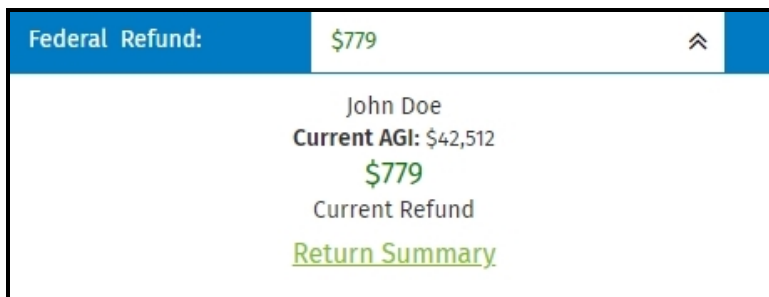 Federal Refund: $779
John Doe
Current AGI: $42,512
$779
Current Refund
Return Summary